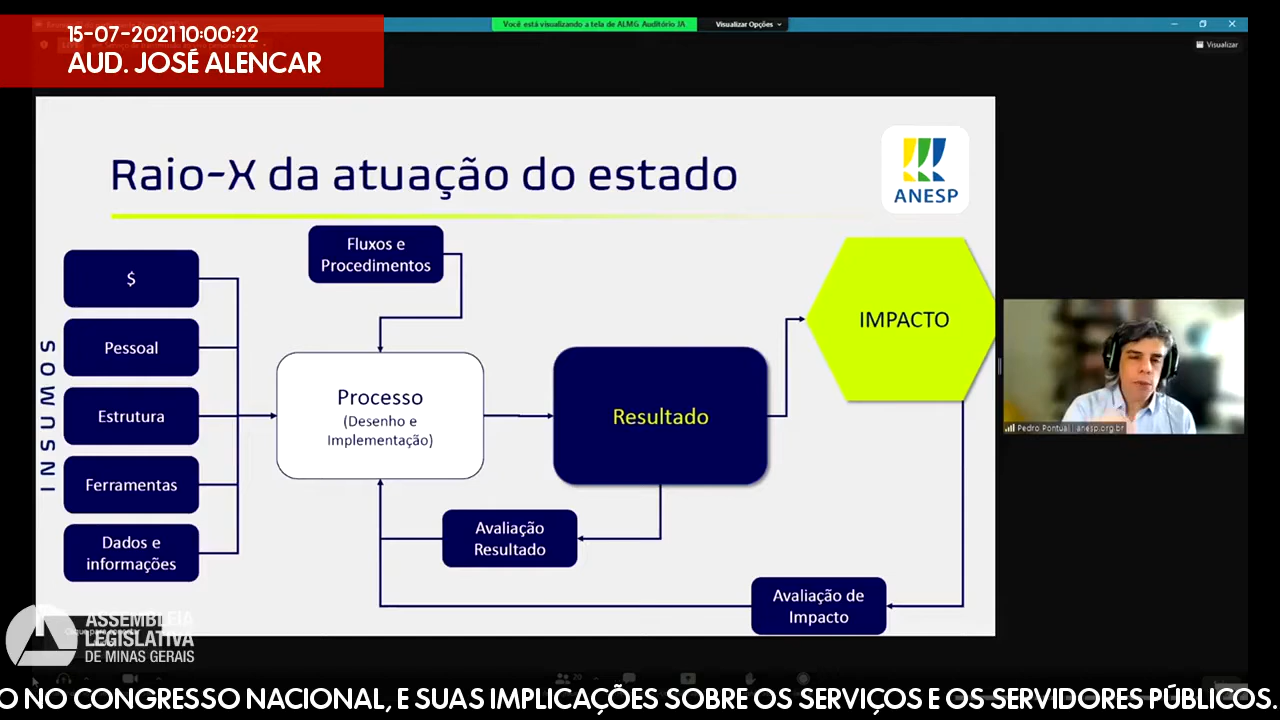 15-07-2021 10:00:22
AUD. JOSÉ ALENCAR
Você está visualizando a tela de ALMG Auditório JA
Visualizar Opções
Visualizar
Raio-X da atuação do estado
ANESP
INSUMOS
$
Pessoal
Estrutura
Ferramentas
Dados e
informações
Fluxos e
Procedimentos
Processo
(Desenho e
Implementação)
Resultado
IMPACTO
Avaliação
Resultado
Avaliação de
Impacto
Pedro Pontual | anesp.org.br
ASSEMBLEIA
LEGISLATIVA
DE MINAS GERAIS
20
O NO CONGRESSO NACIONAL, E SUAS IMPLICAÇÕES SOBRE OS SERVIÇOS E OS SERVIDORES PÚBLICOS.